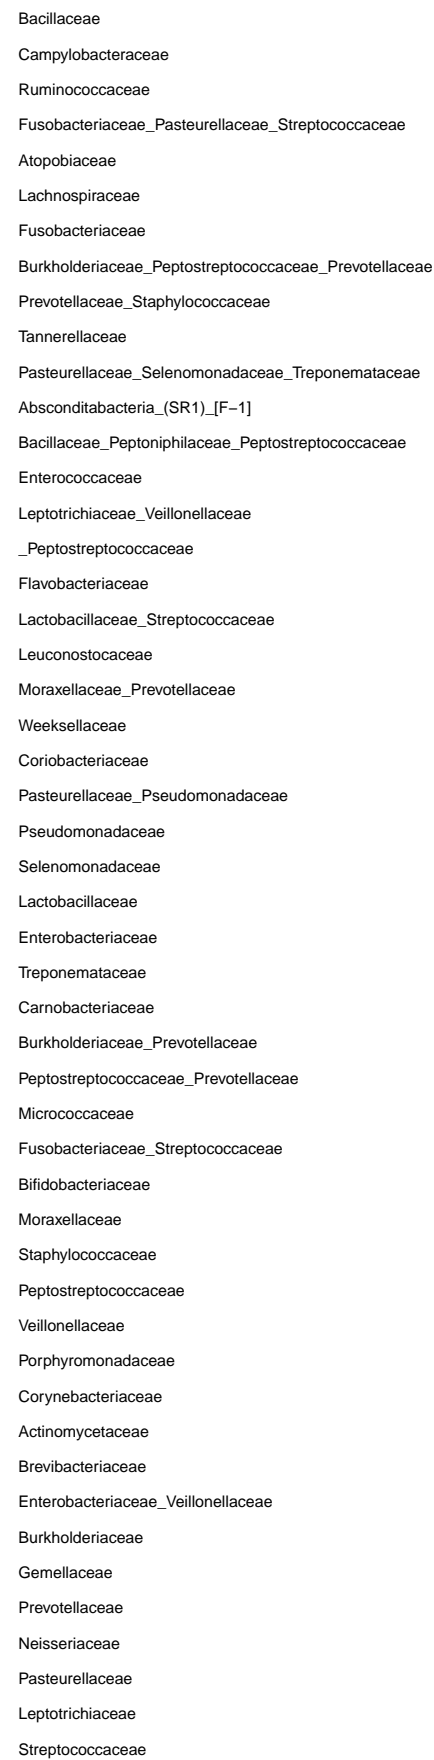 Bacillaceae
Campylobacteraceae
Ruminococcaceae
Fusobacteriaceae_Pasteurellaceae_Streptococcaceae
Atopobiaceae
Lachnospiraceae
Fusobacteriaceae
Burkholderiaceae_Peptostreptococcaceae_Prevotellaceae
Prevotellaceae_Staphylococcaceae
Tannerellaceae
Pasteurellaceae_Selenomonadaceae_Treponemataceae
Absconditabacteria_(SR1)_[F−1]
Bacillaceae_Peptoniphilaceae_Peptostreptococcaceae
Enterococcaceae
Leptotrichiaceae_Veillonellaceae
_Peptostreptococcaceae
Flavobacteriaceae
Lactobacillaceae_Streptococcaceae
Leuconostocaceae
Moraxellaceae_Prevotellaceae
Weeksellaceae
Coriobacteriaceae
Pasteurellaceae_Pseudomonadaceae
Pseudomonadaceae
Selenomonadaceae
Lactobacillaceae
Enterobacteriaceae
Treponemataceae
Carnobacteriaceae
Burkholderiaceae_Prevotellaceae
Peptostreptococcaceae_Prevotellaceae
Micrococcaceae
Fusobacteriaceae_Streptococcaceae
Bifidobacteriaceae
Moraxellaceae
Staphylococcaceae
Peptostreptococcaceae
Veillonellaceae
Porphyromonadaceae
Corynebacteriaceae
Actinomycetaceae
Brevibacteriaceae
Enterobacteriaceae_Veillonellaceae
Burkholderiaceae
Gemellaceae
Prevotellaceae
Neisseriaceae
Pasteurellaceae
Leptotrichiaceae
Streptococcaceae